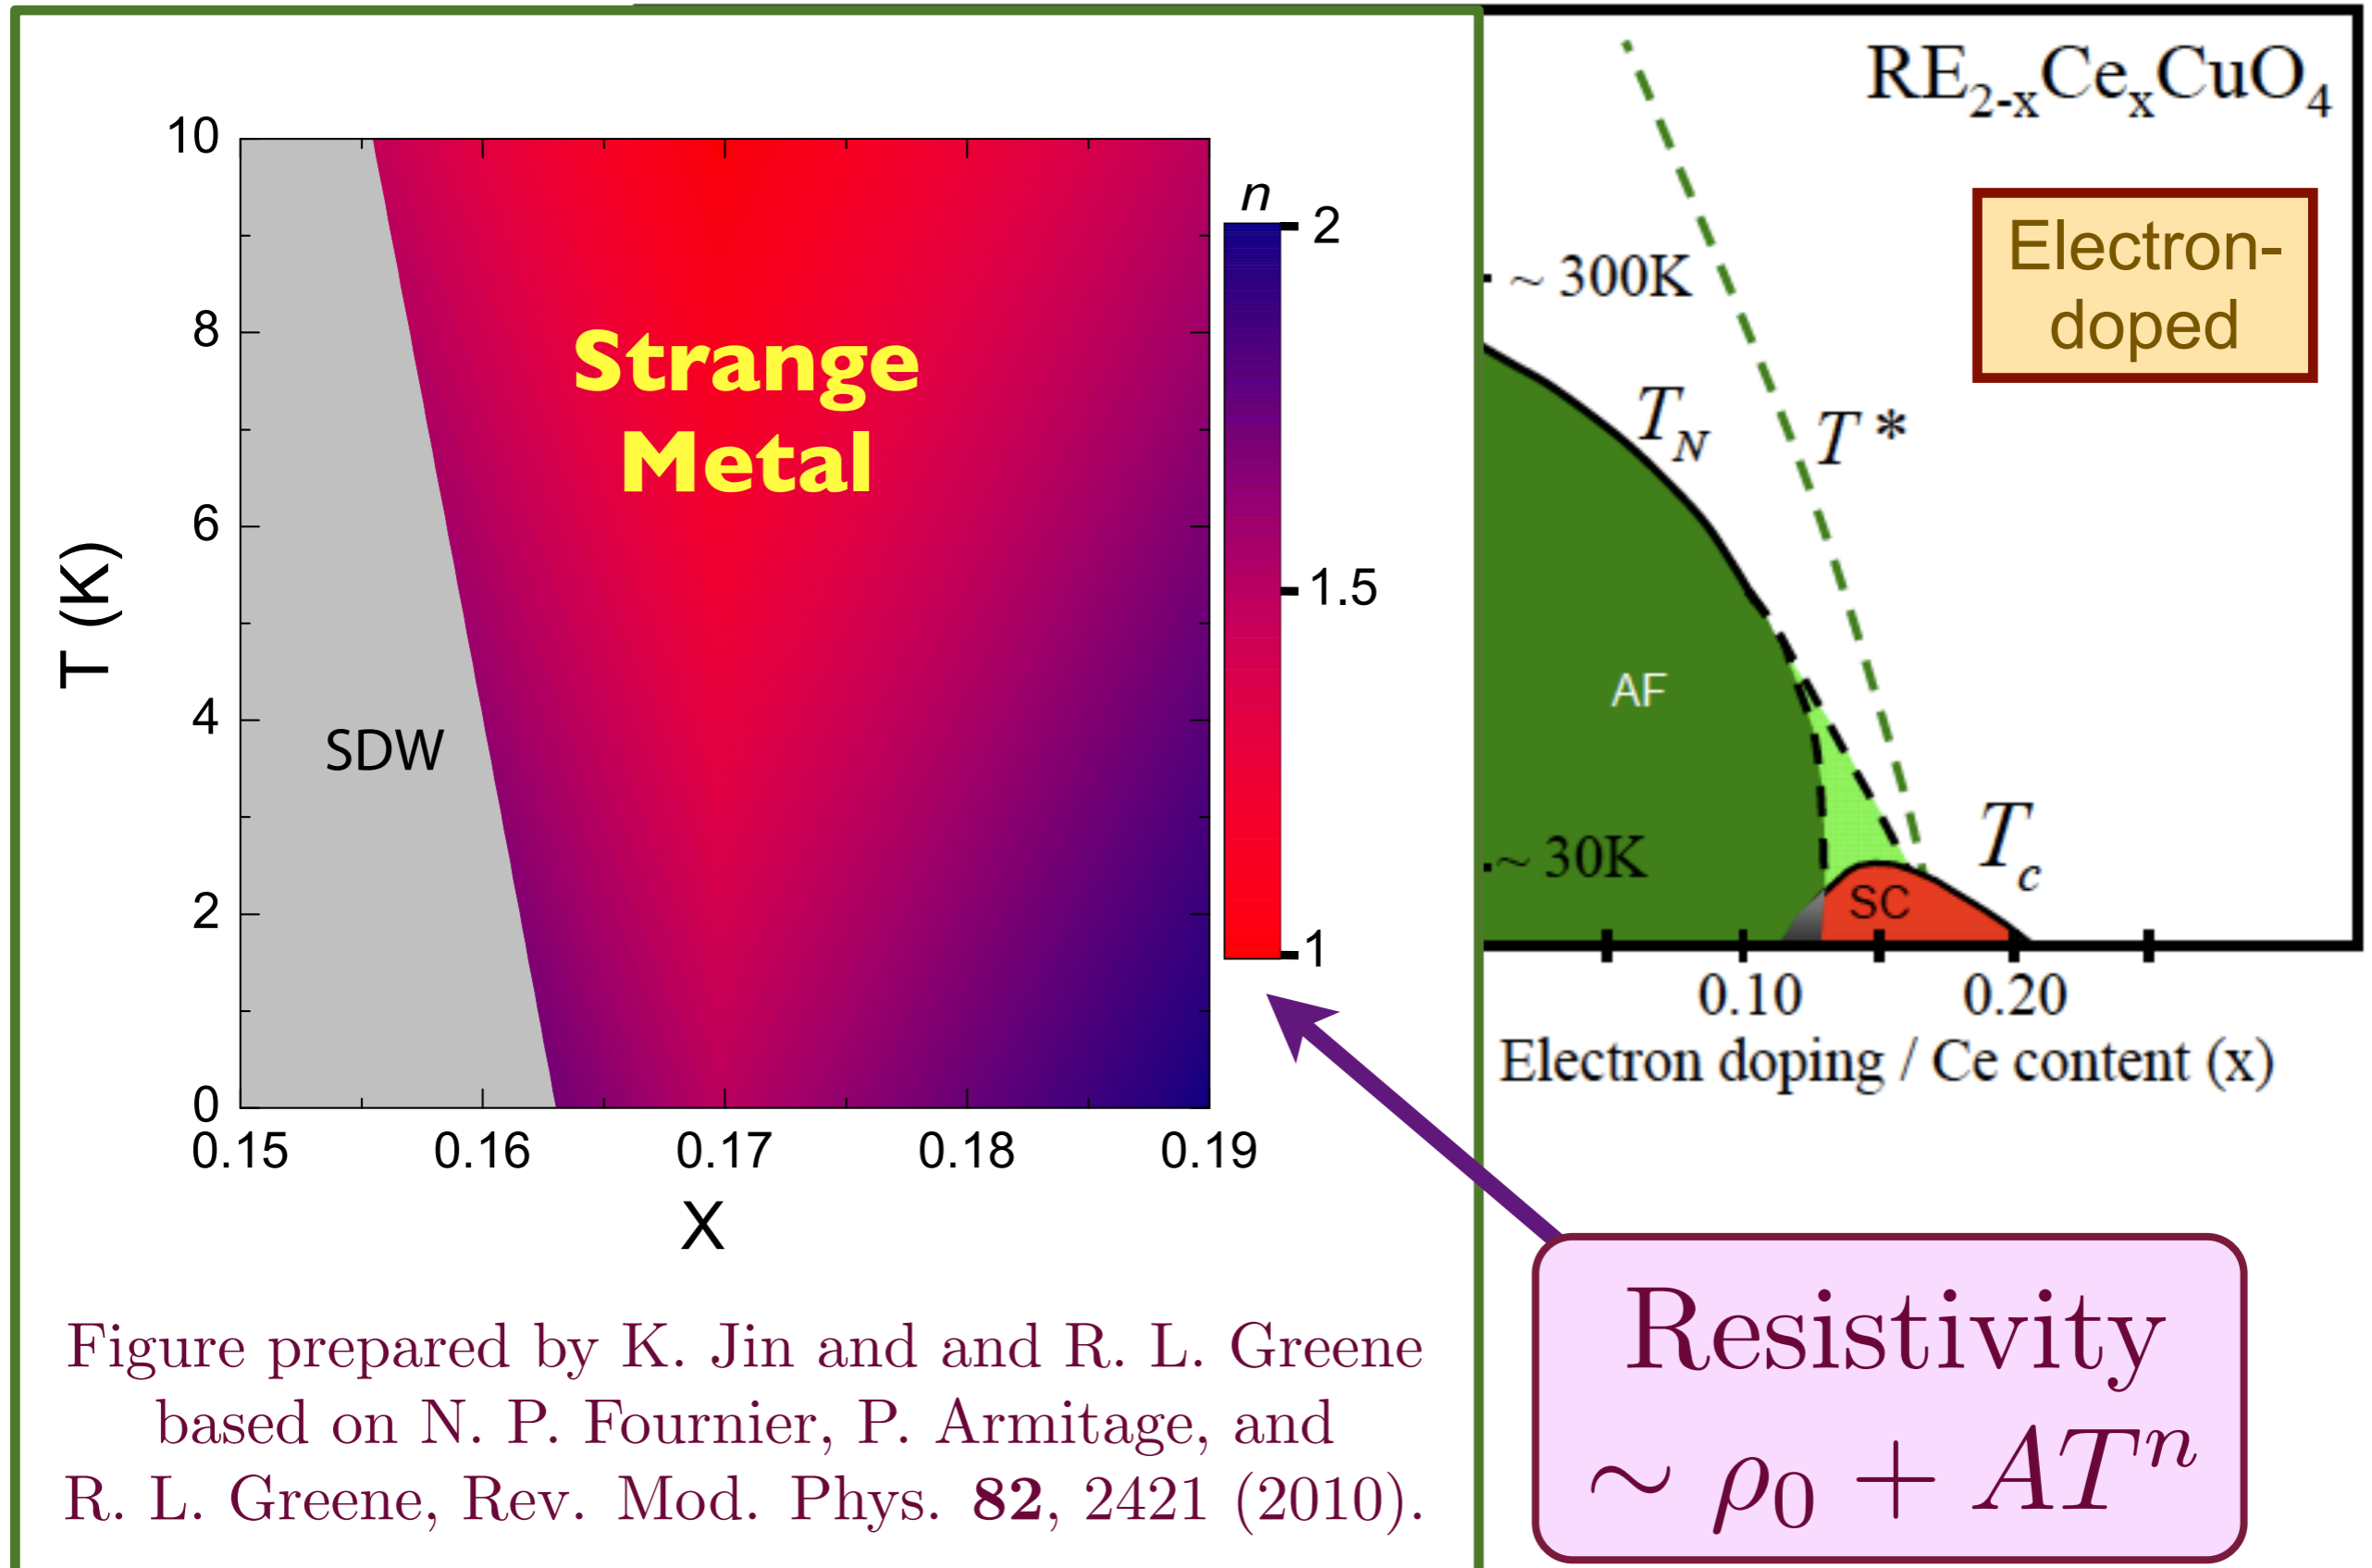 10
8
6
4
2
0
T (K)
0.15 0.16 0.17 0.18 0.19
X
Strange
Metal
SDW
n
2
1.5
1
Figure prepared by K. Jin and and R. L. Greene
based on N. P. Fournier, P. Armitage, and
R. L. Greene, Rev. Mod. Phys. 82, 2421 (2010).
RE₂₋ₓCeₓCuO₄
Electron-
doped
~ 300K
T_N
T*
AF
~ 30K
SC
T_c
0.10 0.20
Electron doping / Ce content (x)
Resistivity
~ ρ₀ + ATⁿ